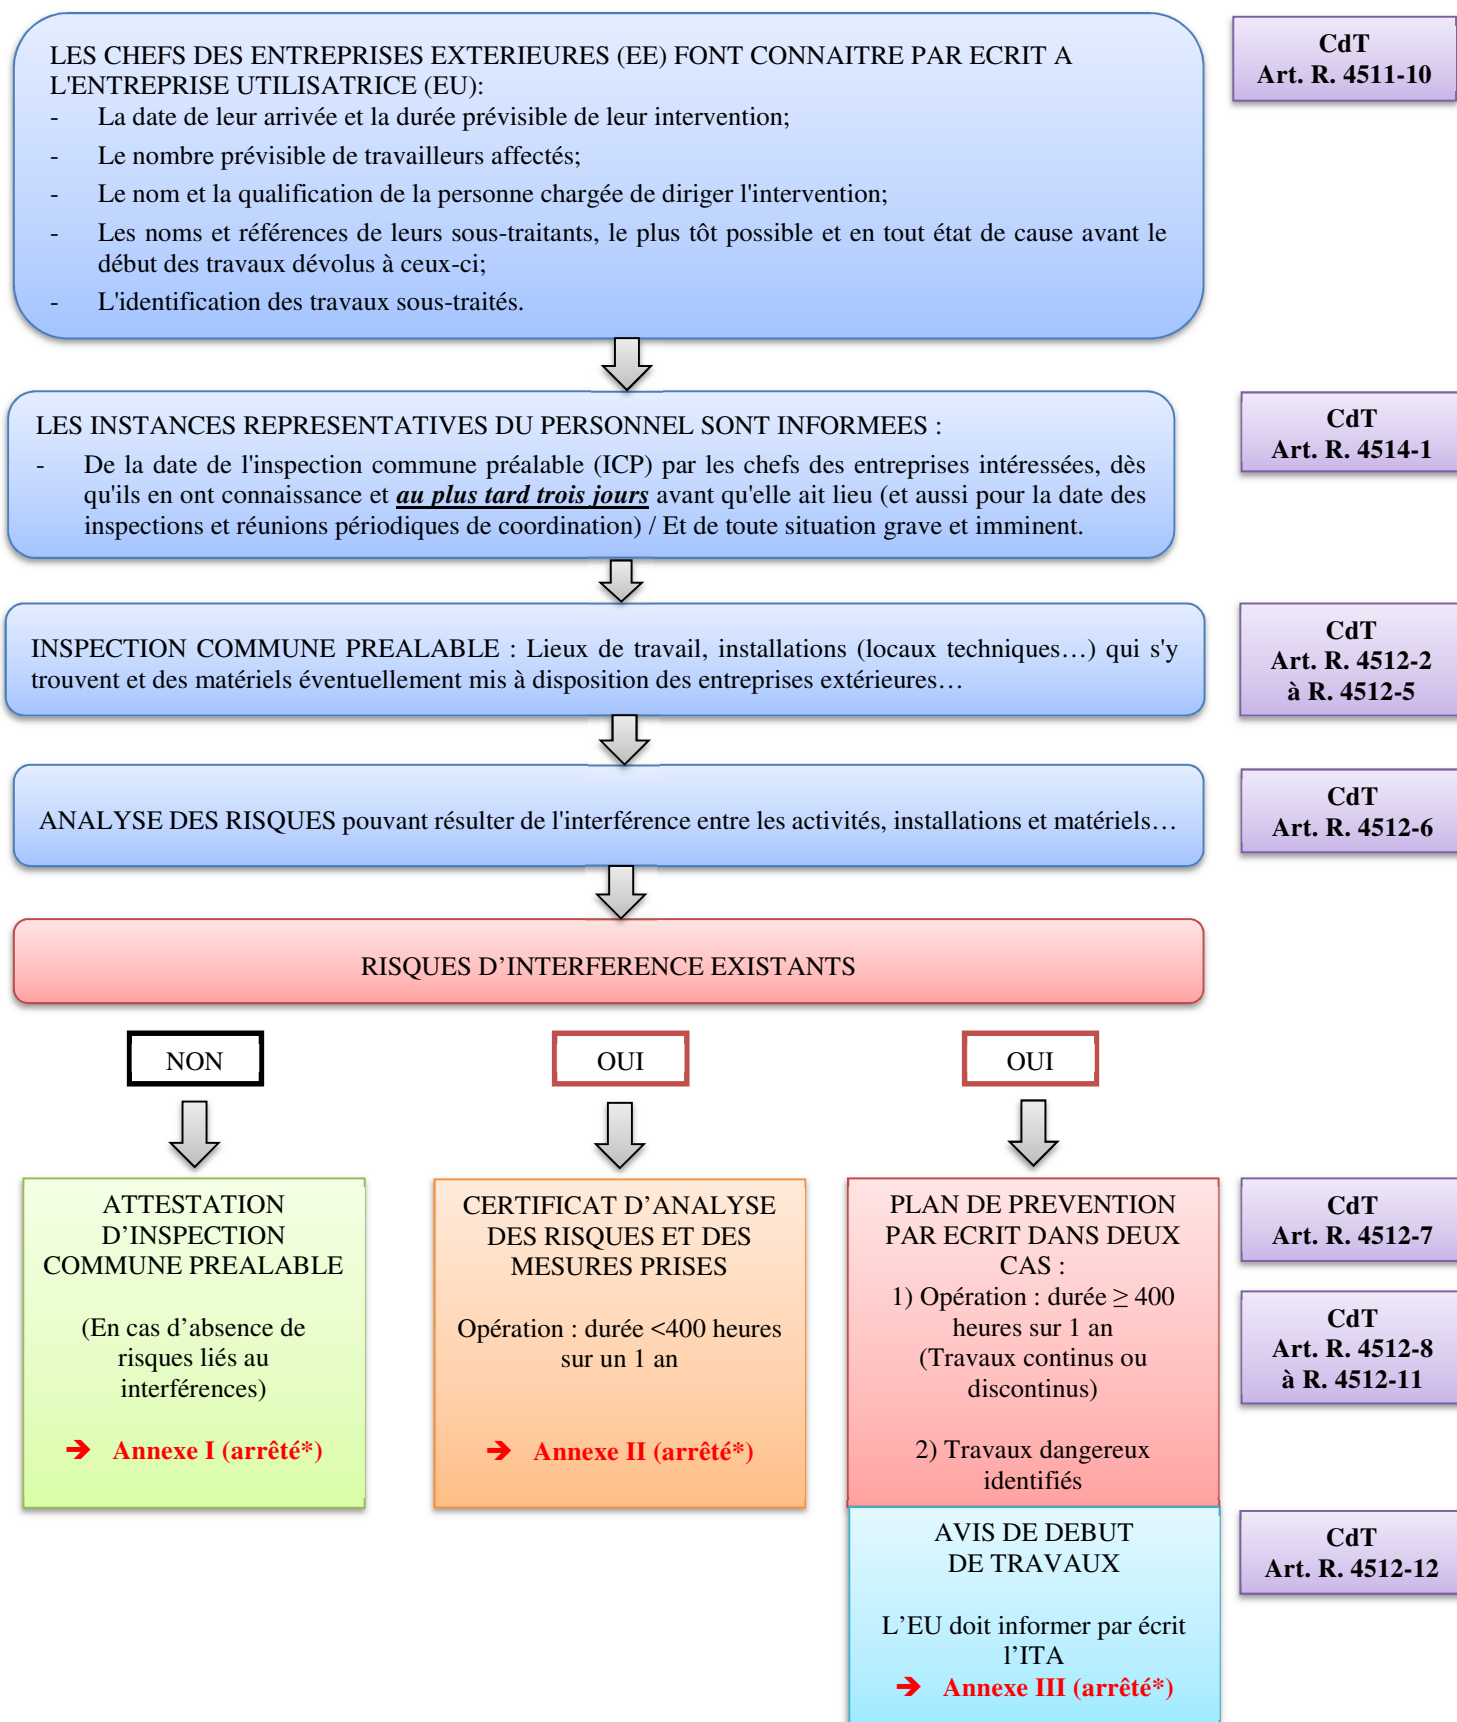 LES CHEFS DES ENTREPRISES EXTERIEURES (EE) FONT CONNAITRE PAR ECRIT A
L'ENTREPRISE UTILISATRICE (EU):
- La date de leur arrivée et la durée prévisible de leur intervention;
- Le nombre prévisible de travailleurs affectés;
- Le nom et la qualification de la personne chargée de diriger l'intervention;
- Les noms et références de leurs sous-traitants, le plus tôt possible et en tout état de cause avant le
début des travaux dévolus à ceux-ci;
- L'identification des travaux sous-traités.
CdT
Art. R. 4511-10
LES INSTANCES REPRESENTATIVES DU PERSONNEL SONT INFORMEES :
- De la date de l'inspection commune préalable (ICP) par les chefs des entreprises intéressées, dès
qu'ils en ont connaissance et au plus tard trois jours avant qu'elle ait lieu (et aussi pour la date des
inspections et réunions périodiques de coordination) / Et de toute situation grave et imminent.
CdT
Art. R. 4514-1
INSPECTION COMMUNE PREALABLE : Lieux de travail, installations (locaux techniques…) qui s'y
trouvent et des matériels éventuellement mis à disposition des entreprises extérieures…
CdT
Art. R. 4512-2
à R. 4512-5
ANALYSE DES RISQUES pouvant résulter de l'interférence entre les activités, installations et matériels…
CdT
Art. R. 4512-6
RISQUES D’INTERFERENCE EXISTANTS
NON
OUI
OUI
ATTESTATION
D’INSPECTION
COMMUNE PREALABLE
(En cas d’absence de
risques liés au
interférences)
➔ Annexe I (arrêté*)
CERTIFICAT D’ANALYSE
DES RISQUES ET DES
MESURES PRISES
Opération : durée <400 heures
sur un 1 an
➔ Annexe II (arrêté*)
PLAN DE PREVENTION
PAR ECRIT DANS DEUX
CAS :
1) Opération : durée ≥ 400
heures sur 1 an
(Travaux continus ou
discontinus)
2) Travaux dangereux
identifiés
CdT
Art. R. 4512-7
CdT
Art. R. 4512-8
à R. 4512-11
AVIS DE DEBUT
DE TRAVAUX
L’EU doit informer par écrit
l’ITA
➔ Annexe III (arrêté*)
CdT
Art. R. 4512-12